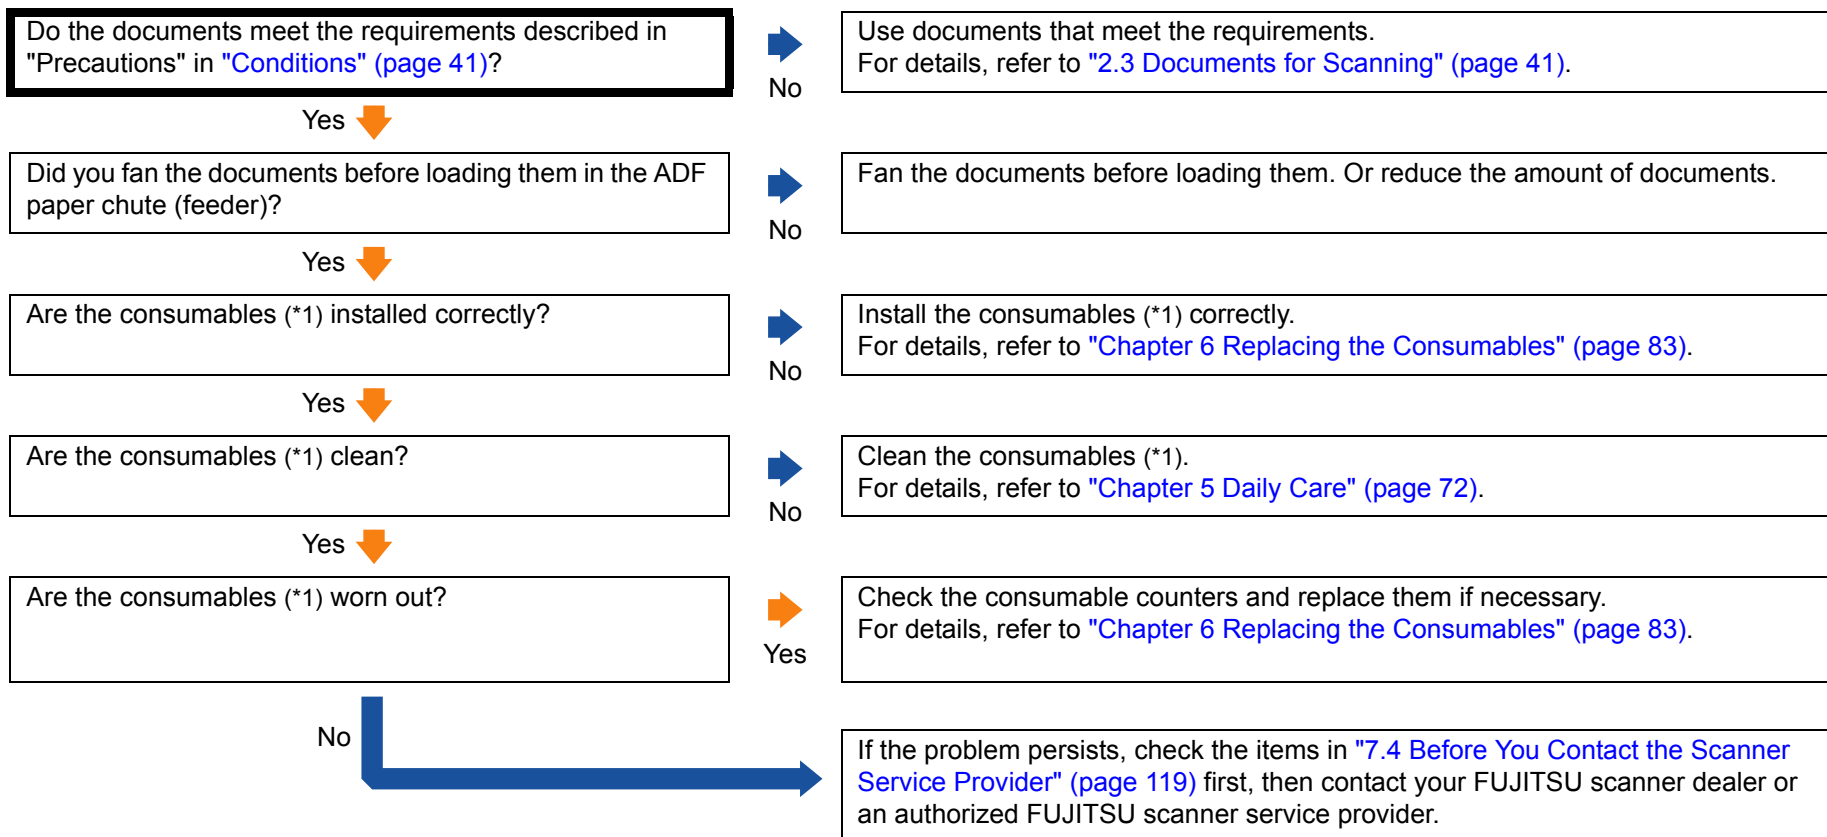 Do the documents meet the requirements described in
"Precautions" in "Conditions" (page 41)?
No
Use documents that meet the requirements.
For details, refer to "2.3 Documents for Scanning" (page 41).
Yes
Did you fan the documents before loading them in the ADF
paper chute (feeder)?
No
Fan the documents before loading them. Or reduce the amount of documents.
Yes
Are the consumables (*1) installed correctly?
No
Install the consumables (*1) correctly.
For details, refer to "Chapter 6 Replacing the Consumables" (page 83).
Yes
Are the consumables (*1) clean?
No
Clean the consumables (*1).
For details, refer to "Chapter 5 Daily Care" (page 72).
Yes
Are the consumables (*1) worn out?
Yes
Check the consumable counters and replace them if necessary.
For details, refer to "Chapter 6 Replacing the Consumables" (page 83).
No
If the problem persists, check the items in "7.4 Before You Contact the Scanner
Service Provider" (page 119) first, then contact your FUJITSU scanner dealer or
an authorized FUJITSU scanner service provider.